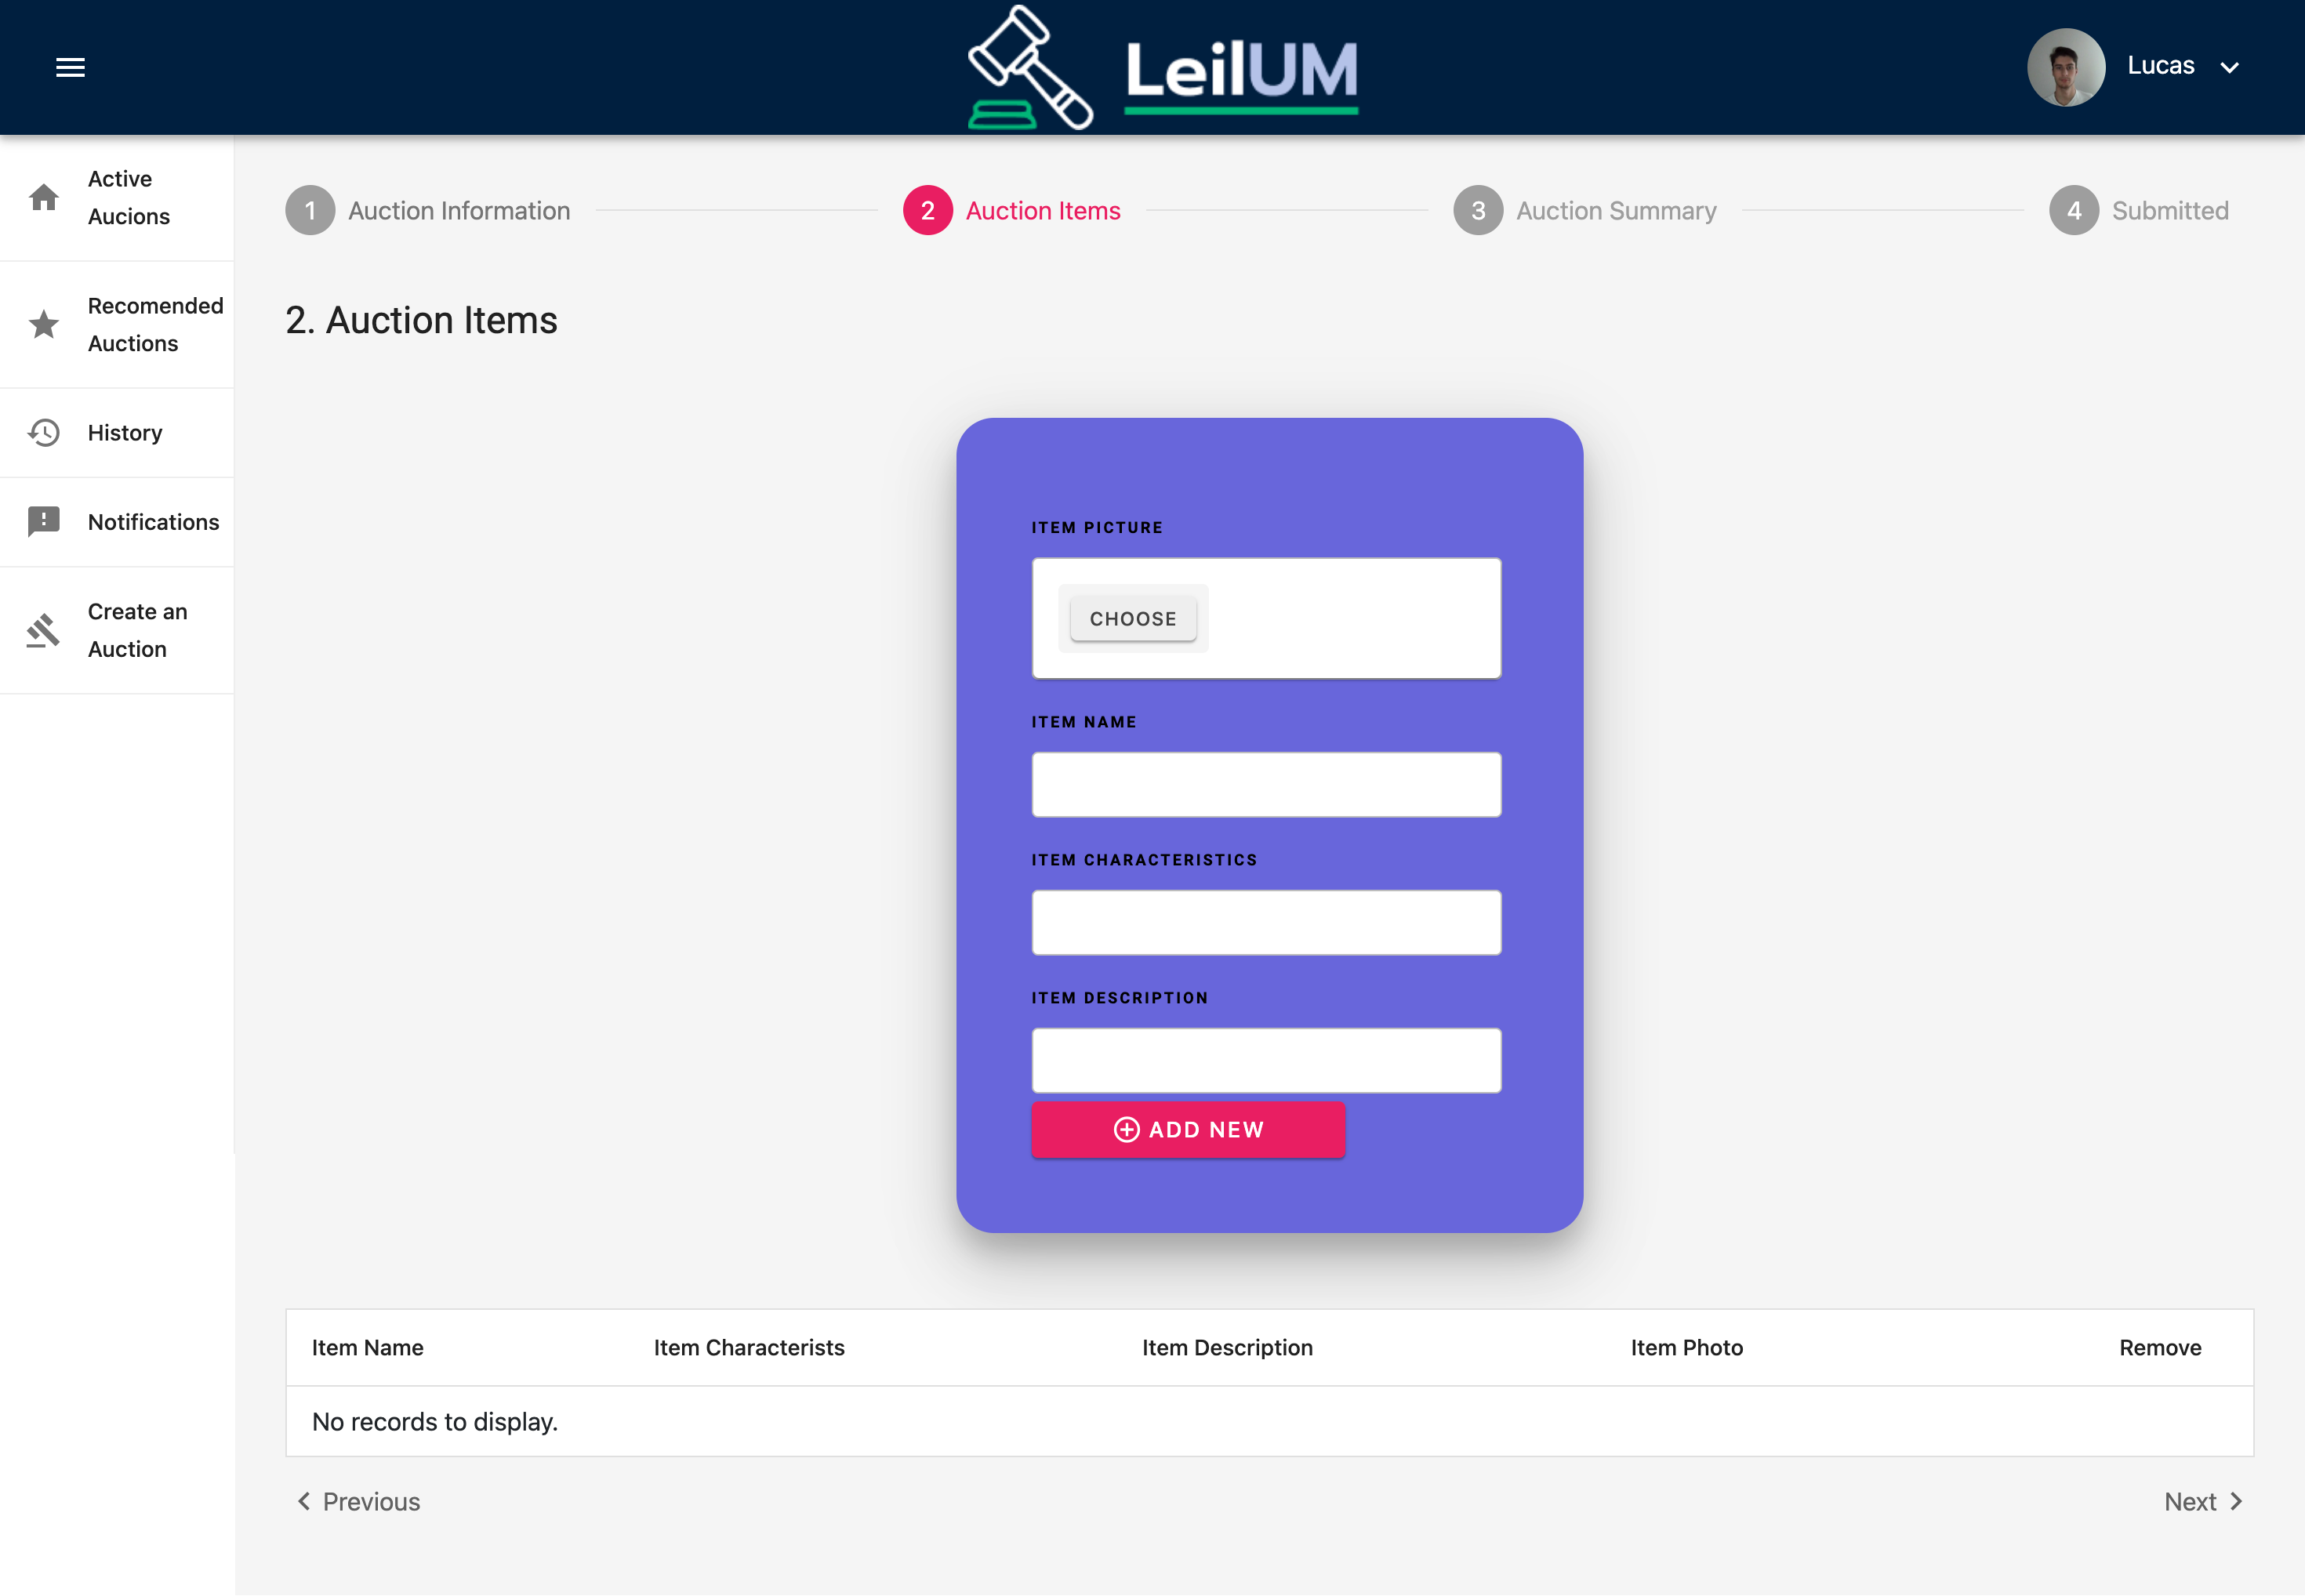 LeilUM
Lucas
Active
Aucions
Recomended
Auctions
History
Notifications
Create an
Auction
1 Auction Information
2 Auction Items
3 Auction Summary
4 Submitted
2. Auction Items
ITEM PICTURE
CHOOSE
ITEM NAME
ITEM CHARACTERISTICS
ITEM DESCRIPTION
ADD NEW
Item Name Item Characterists Item Description Item Photo Remove
No records to display.
Previous Next